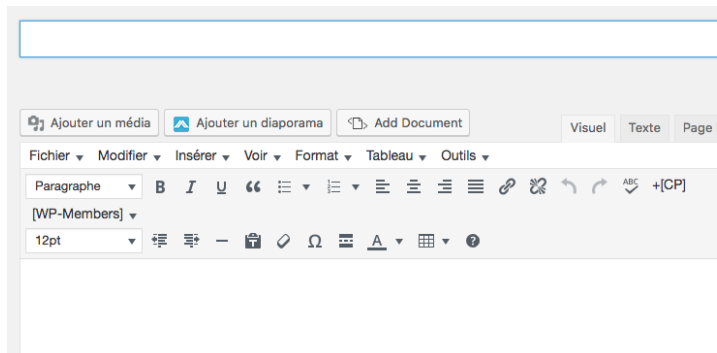 Ajouter un média Ajouter un diaporama Add Document
Visuel Texte Page
Fichier Modifier Insérer Voir Format Tableau Outils
Paragraphe B I U ABC +[CP]
[WP-Members]
12pt Ω A